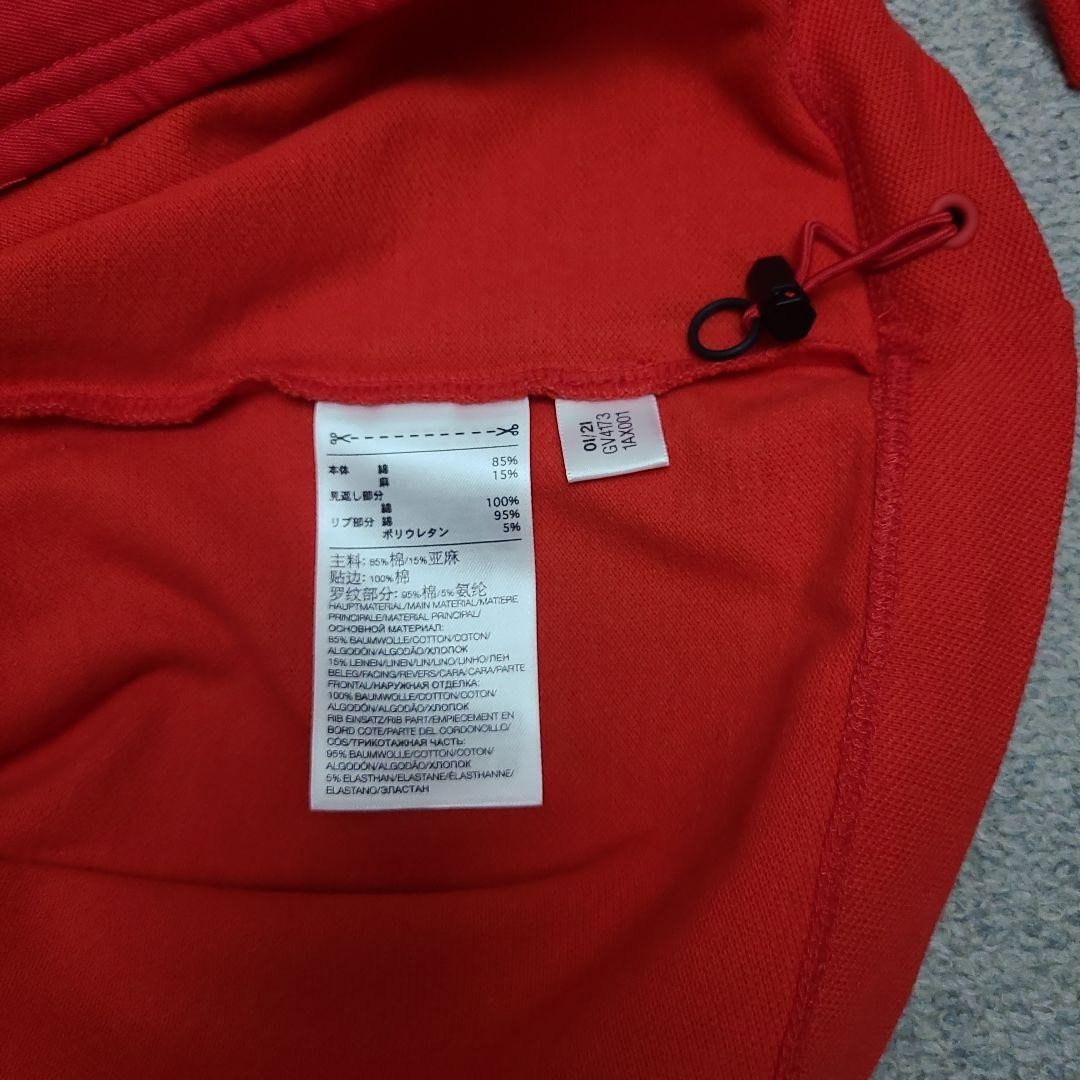 本体 綿 85%
麻 15%
見返し部分
綿 100%
リブ部分 綿 95%
ポリウレタン 5%
主料: 85%棉/15%亚麻
贴边: 100%棉
罗纹部分: 95%棉/5%氨纶
HAUPTMATERIAL/MAIN MATERIAL/MATIERE
PRINCIPALE/MATERIAL PRINCIPAL/
ОСНОВНОЙ МАТЕРИАЛ:
85% BAUMWOLLE/COTTON/COTON/
ALGODÓN/ALGODÃO/ХЛОПОК
15% LEINEN/LINEN/LIN/LINO/LINHO/ЛЕН
BELEG/FACING/REVERS/CARA/CARA/PARTE
FRONTAL/НАРУЖНАЯ ОТДЕЛКА:
100% BAUMWOLLE/COTTON/COTON/
ALGODÓN/ALGODÃO/ХЛОПОК
RIB EINSATZ/RIB PART/EMPIECEMENT EN
BORD COTE/PARTE DEL CORDONCILLO/
CÓS/ТРИКОТАЖНАЯ ЧАСТЬ:
95% BAUMWOLLE/COTTON/COTON/
ALGODÓN/ALGODÃO/ХЛОПОК
5% ELASTHAN/ELASTANE/ÉLASTHANNE/
ELASTANO/ЭЛАСТАН
01/21
GV4173
1AX001